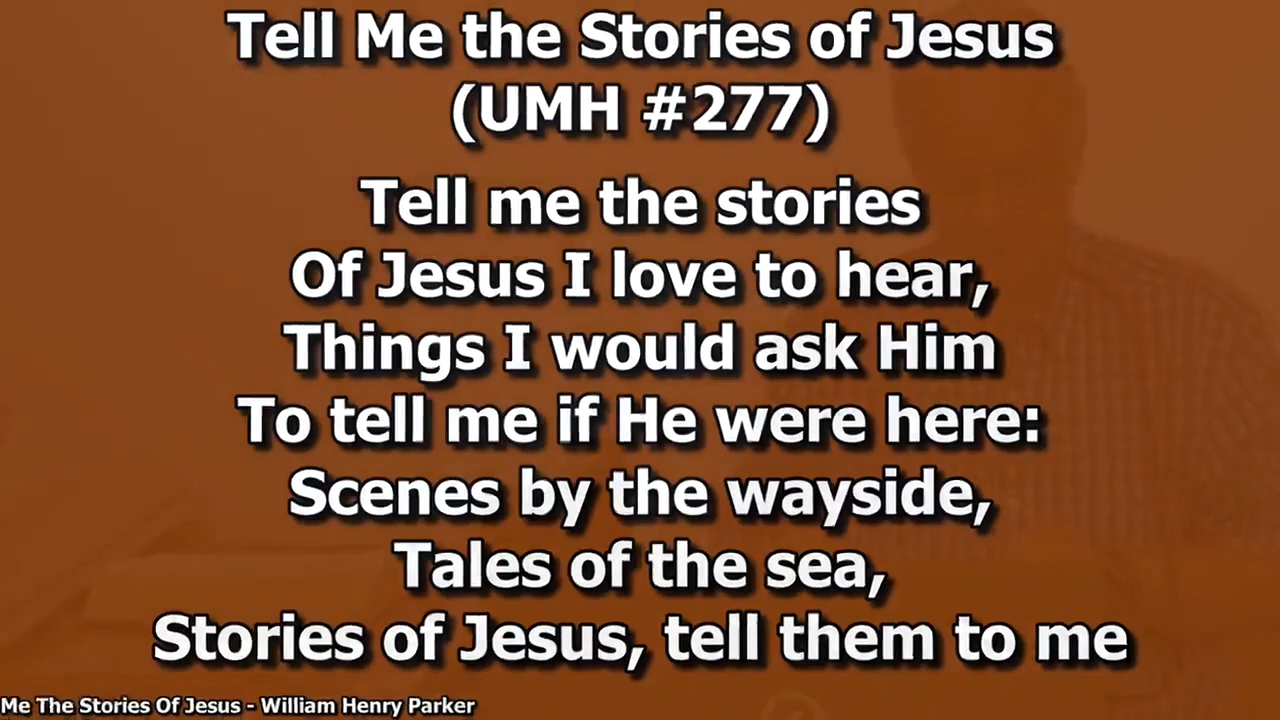 Tell Me the Stories of Jesus
(UMH #277)
Tell me the stories
Of Jesus I love to hear,
Things I would ask Him
To tell me if He were here:
Scenes by the wayside,
Tales of the sea,
Stories of Jesus, tell them to me
Me The Stories Of Jesus - William Henry Parker